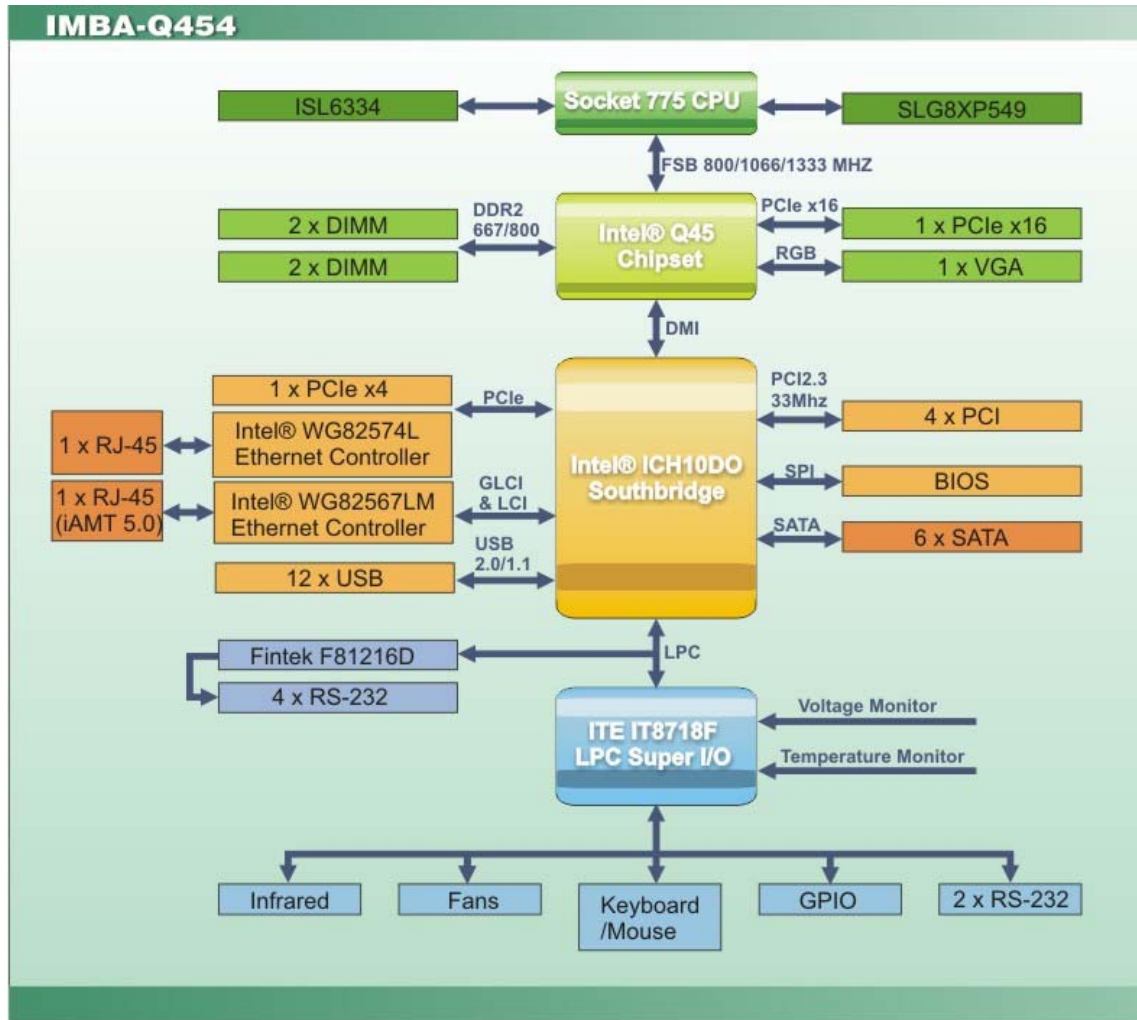 IMBA-Q454
ISL6334
Socket 775 CPU
SLG8XP549
FSB 800/1066/1333 MHZ
2 x DIMM
2 x DIMM
DDR2
667/800
Intel® Q45
Chipset
PCIe x16
1 x PCIe x16
RGB
1 x VGA
DMI
1 x PCIe x4
PCIe
1 x RJ-45
Intel® WG82574L
Ethernet Controller
1 x RJ-45
(iAMT 5.0)
Intel® WG82567LM
Ethernet Controller
GLCI
& LCI
12 x USB
USB
2.0/1.1
Intel® ICH10DO
Southbridge
PCI2.3
33Mhz
4 x PCI
SPI
BIOS
SATA
6 x SATA
LPC
Fintek F81216D
4 x RS-232
ITE IT8718F
LPC Super I/O
Voltage Monitor
Temperature Monitor
Infrared
Fans
Keyboard
/Mouse
GPIO
2 x RS-232